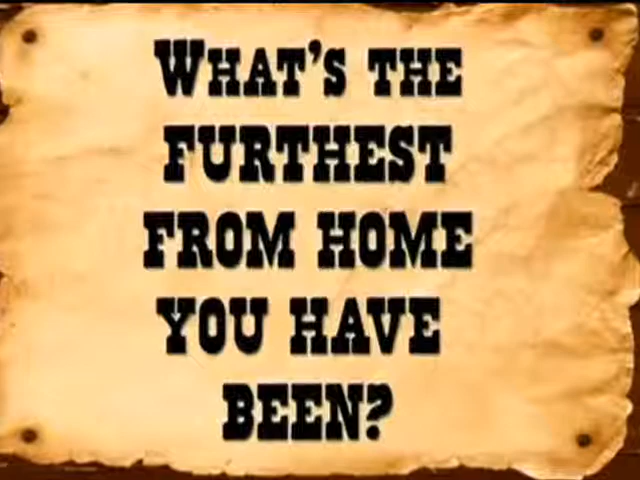 What's the
furthest
from home
you have
been?